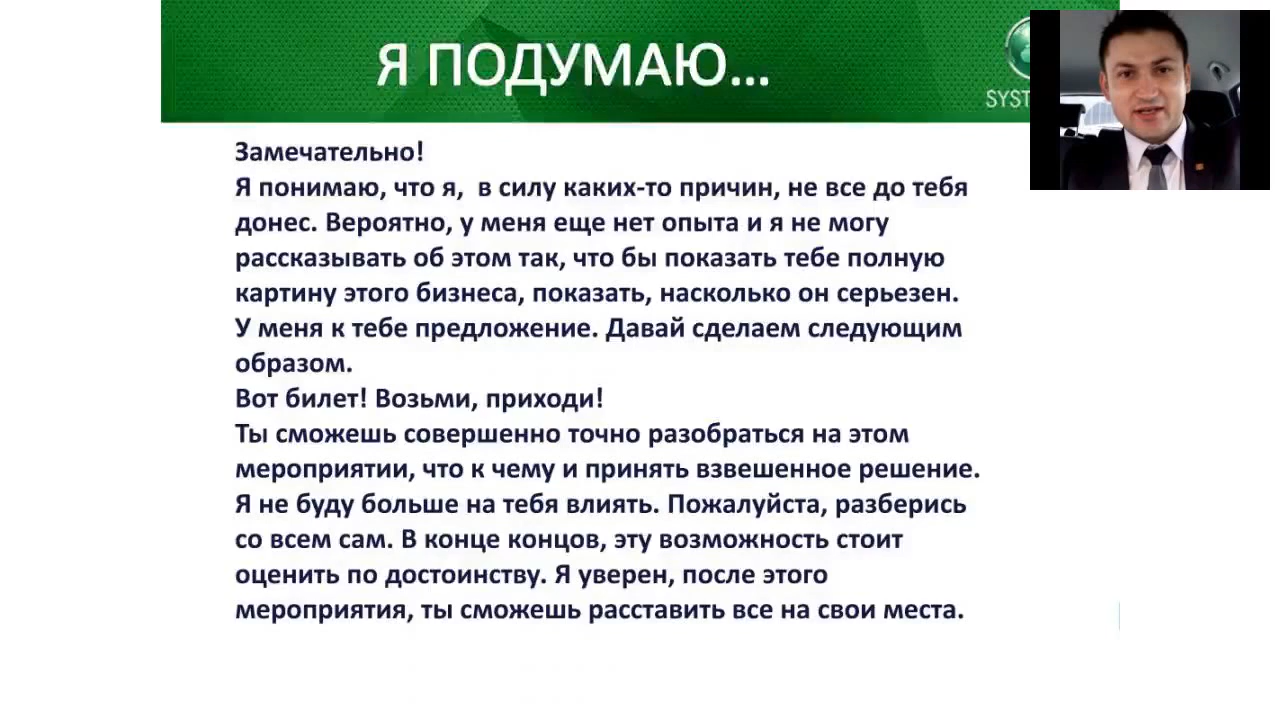 Я ПОДУМАЮ...
SYST
Замечательно!
Я понимаю, что я, в силу каких-то причин, не все до тебя
донес. Вероятно, у меня еще нет опыта и я не могу
рассказывать об этом так, что бы показать тебе полную
картину этого бизнеса, показать, насколько он серьезен.
У меня к тебе предложение. Давай сделаем следующим
образом.
Вот билет! Возьми, приходи!
Ты сможешь совершенно точно разобраться на этом
мероприятии, что к чему и принять взвешенное решение.
Я не буду больше на тебя влиять. Пожалуйста, разберись
со всем сам. В конце концов, эту возможность стоит
оценить по достоинству. Я уверен, после этого
мероприятия, ты сможешь расставить все на свои места.